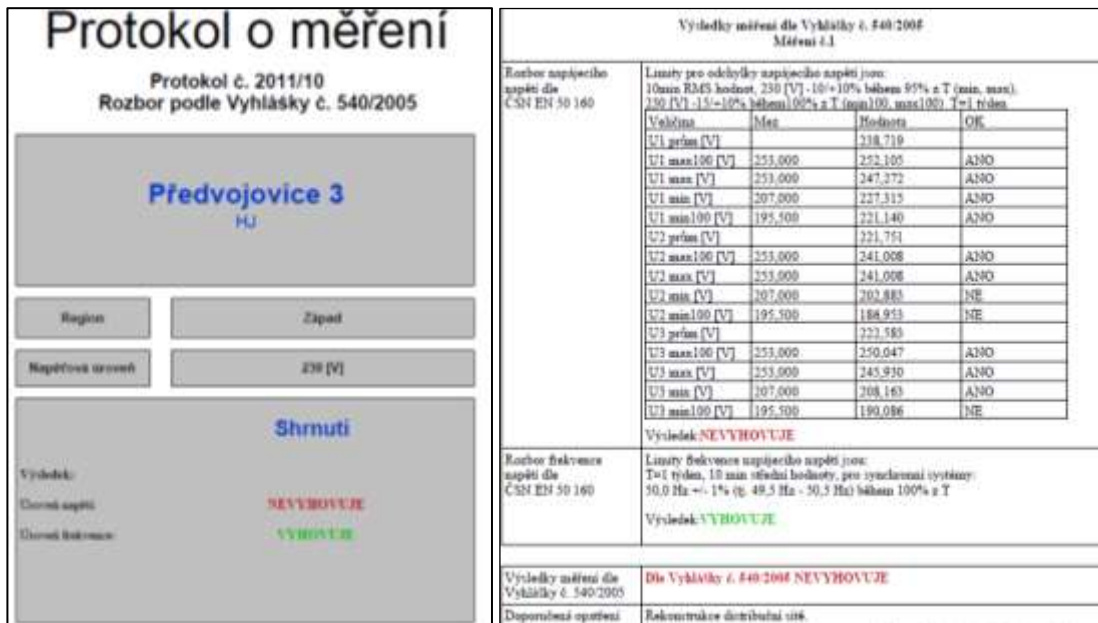 Protokol o měření
Protokol č. 2011/10
Rozbor podle Vyhlášky č. 540/2005
Předvojovice 3
HJ
Region
Západ
Napěťová úroveň
230 [V]
Shrnutí
Výsledek:
Úroveň napětí:
NEVYHOVUJE
Úroveň frekvence:
VYHOVUJE
Výsledky měření dle Vyhlášky č. 540/2005
Měření č.1
Rozbor napájecího
napětí dle
ČSN EN 50 160
Limity pro odchylky napájecího napětí jsou:
10min RMS hodnot, 230 [V] -10/+10% během 95% z T (min, max),
230 [V] -15/+10% během 100% z T (min100, max100). T=1 týden
Veličina Mez Hodnota OK
U1 prům [V] 238,719
U1 max100 [V] 253,000 252,105 ANO
U1 max [V] 253,000 247,272 ANO
U1 min [V] 207,000 227,315 ANO
U1 min100 [V] 195,500 221,140 ANO
U2 prům [V] 221,751
U2 max100 [V] 253,000 241,008 ANO
U2 max [V] 253,000 241,008 ANO
U2 min [V] 207,000 202,883 NE
U2 min100 [V] 195,500 186,953 NE
U3 prům [V] 222,583
U3 max100 [V] 253,000 250,047 ANO
U3 max [V] 253,000 245,930 ANO
U3 min [V] 207,000 208,163 ANO
U3 min100 [V] 195,500 190,086 NE
Výsledek:NEVYHOVUJE
Rozbor frekvence
napětí dle
ČSN EN 50 160
Limity frekvence napájecího napětí jsou:
T=1 týden, 10 min střední hodnoty, pro synchronní systémy:
50,0 Hz +/- 1% (tj. 49,5 Hz - 50,5 Hz) během 100% z T
Výsledek:VYHOVUJE
Výsledky měření dle
Vyhlášky č. 540/2005
Dle Vyhlášky č. 540/2005 NEVYHOVUJE
Doporučená opatření
Rekonstrukce distribuční sítě.